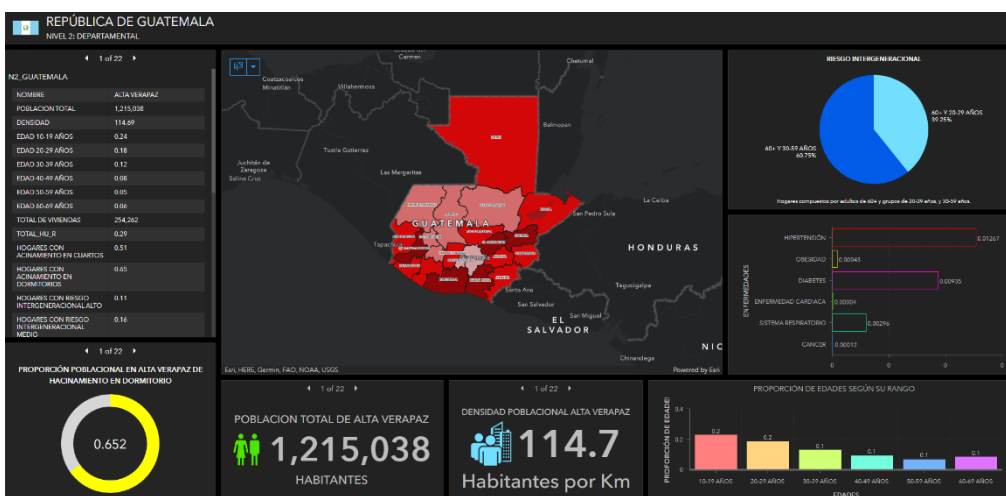 REPÚBLICA DE GUATEMALA
NIVEL 2: DEPARTAMENTAL
1 of 22
N2_GUATEMALA
NOMBRE ALTA VERAPAZ
POBLACION TOTAL 1,215,038
DENSIDAD 114.69
EDAD 10-19 AÑOS 0.24
EDAD 20-29 AÑOS 0.18
EDAD 30-39 AÑOS 0.12
EDAD 40-49 AÑOS 0.08
EDAD 50-59 AÑOS 0.05
EDAD 60-69 AÑOS 0.06
TOTAL DE VIVIENDAS 254,262
TOTAL_HU_R 0.29
HOGARES CON
ACINAMIENTO EN CUARTOS 0.51
HOGARES CON
ACINAMIENTO EN
DORMITORIOS 0.65
HOGARES CON RIESGO
INTERGENERACIONAL ALTO 0.11
HOGARES CON RIESGO
INTERGENERACIONAL
MEDIO 0.16
1 of 22
PROPORCIÓN POBLACIONAL EN ALTA VERAPAZ DE
HACINAMIENTO EN DORMITORIO
0.652
Carmen
Chetumal
Coatzacoalcos
Minatitlán
Villahermosa
Belmopan
Tuxtla Gutierrez
Juchitán de
Zaragoza
Salina Cruz
Las Margaritas
La Ceiba
San Pedro Sula
GUATEMALA
Tapachula
HONDURAS
Tegucigalpa
Santa Ana
San Salvador
San Miguel
EL
SALVADOR
NIC
Chinandega
Esri, HERE, Garmin, FAO, NOAA, USGS
Powered by Esri
1 of 22
POBLACION TOTAL DE ALTA VERAPAZ
1,215,038
HABITANTES
1 of 22
DENSIDAD POBLACIONAL ALTA VERAPAZ
114.7
Habitantes por Km
RIESGO INTERGENERACIONAL
60+ Y 20-29 AÑOS
39.25%
60+ Y 30-59 AÑOS
60.75%
Hogares compuestos por adultos de 60+ y grupos de 20-29 años, y 30-59 años.
ENFERMEDADES
HIPERTENSIÓN 0.01267
OBESIDAD 0.00045
DIABETES 0.00935
ENFERMEDAD CARDIACA 0.00004
SISTEMA RESPIRATORIO 0.00296
CANCER 0.00012
0 0 0 0 0 0
PROPORCIÓN DE EDADES SEGÚN SU RANGO
PROPORCIÓN DE EDADES
0.4
0.2
0
0.2 0.2 0.1 0.1 0.1 0.1
10-19 AÑOS 20-29 AÑOS 30-39 AÑOS 40-49 AÑOS 50-59 AÑOS 60-69 AÑOS
EDADES